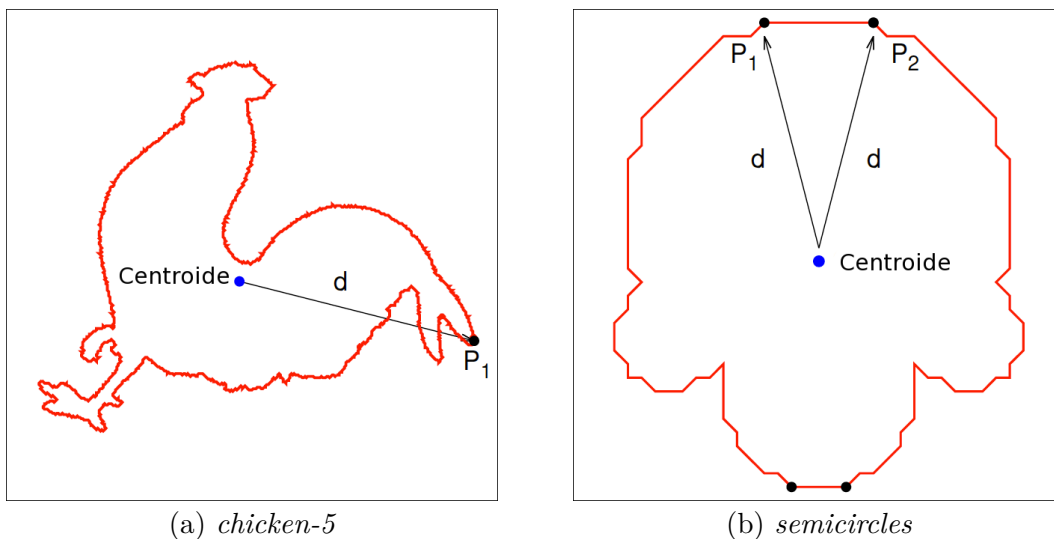 Centroide
d
P1
P1
P2
d
d
Centroide
(a) chicken-5
(b) semicircles